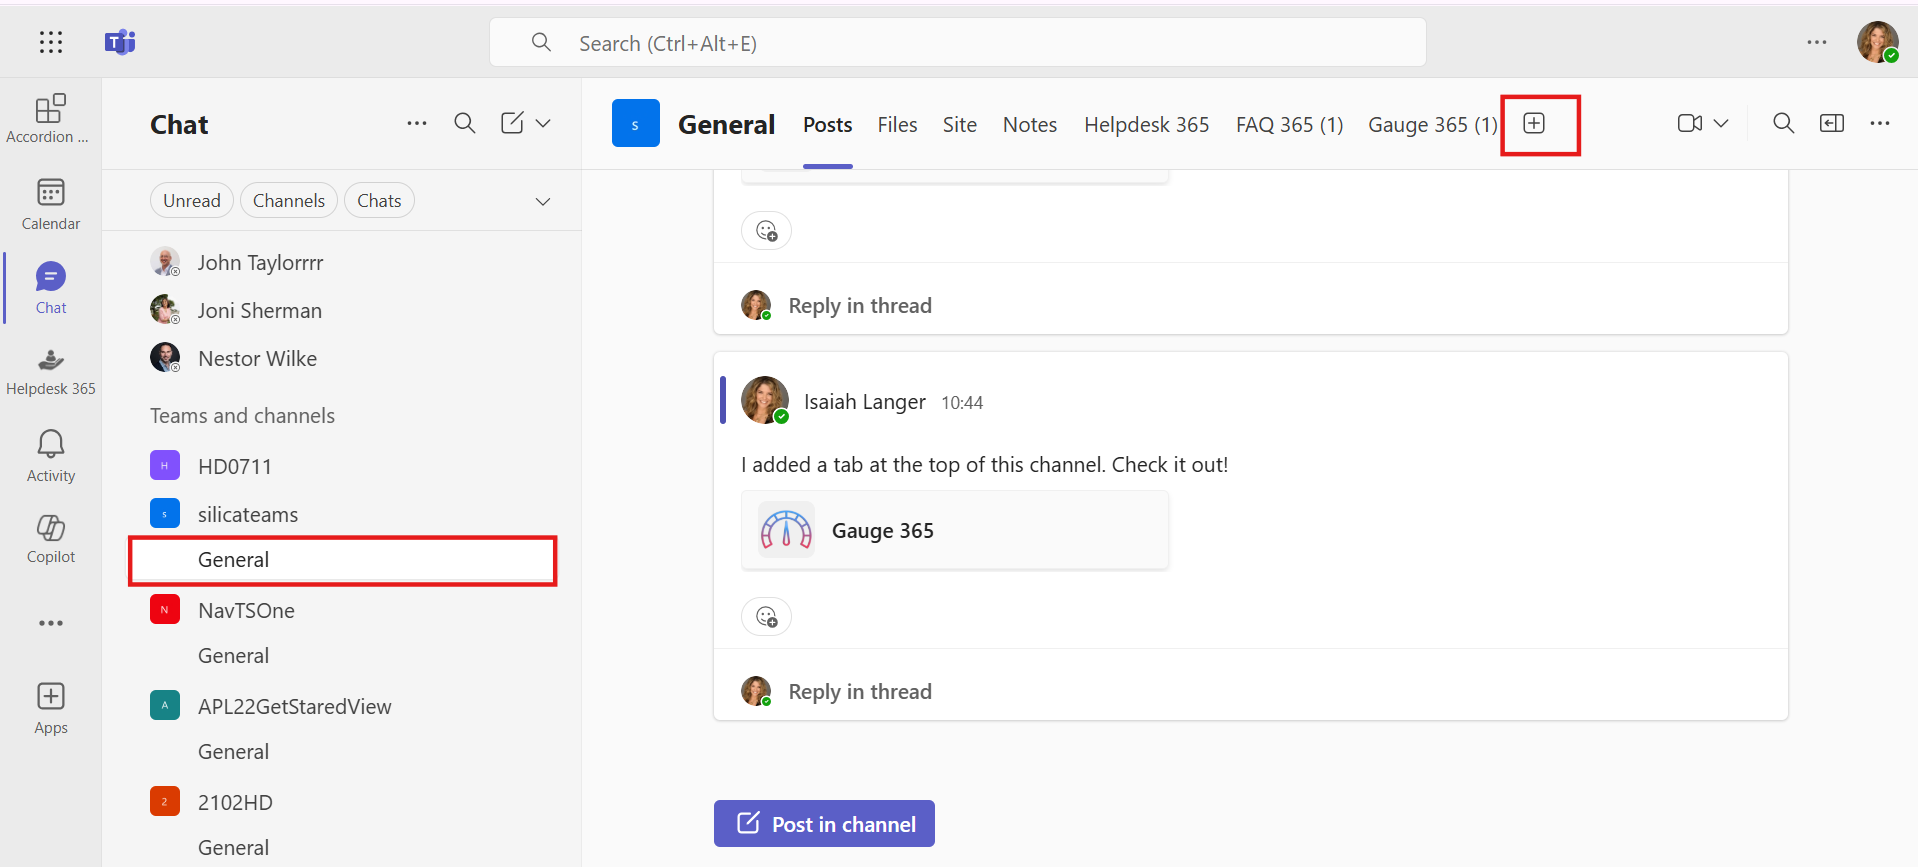 Search (Ctrl+Alt+E)
Accordion ...
Calendar
Chat
Helpdesk 365
Activity
Copilot
Apps
Chat
Unread
Channels
Chats
John Taylorrrr
Joni Sherman
Nestor Wilke
Teams and channels
H
HD0711
s
silicateams
General
N
NavTSOne
General
A
APL22GetStaredView
General
2
2102HD
General
s
General
Posts
Files
Site
Notes
Helpdesk 365
FAQ 365 (1)
Gauge 365 (1)
Reply in thread
Isaiah Langer 10:44
I added a tab at the top of this channel. Check it out!
Gauge 365
Reply in thread
Post in channel